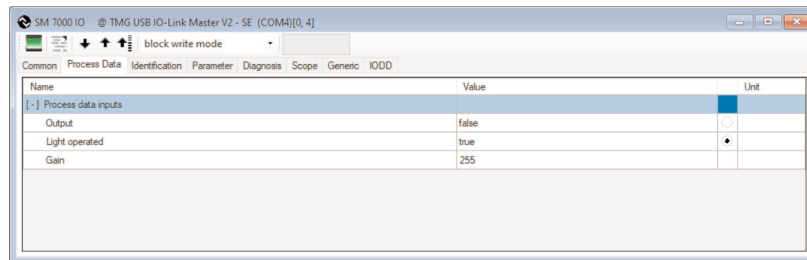 SM 7000 IO @ TMG USB IO-Link Master V2 - SE (COM4)[0, 4]
block write mode
Common Process Data Identification Parameter Diagnosis Scope Generic IODD
Name Value Unit
[-] Process data inputs
Output false
Light operated true
Gain 255